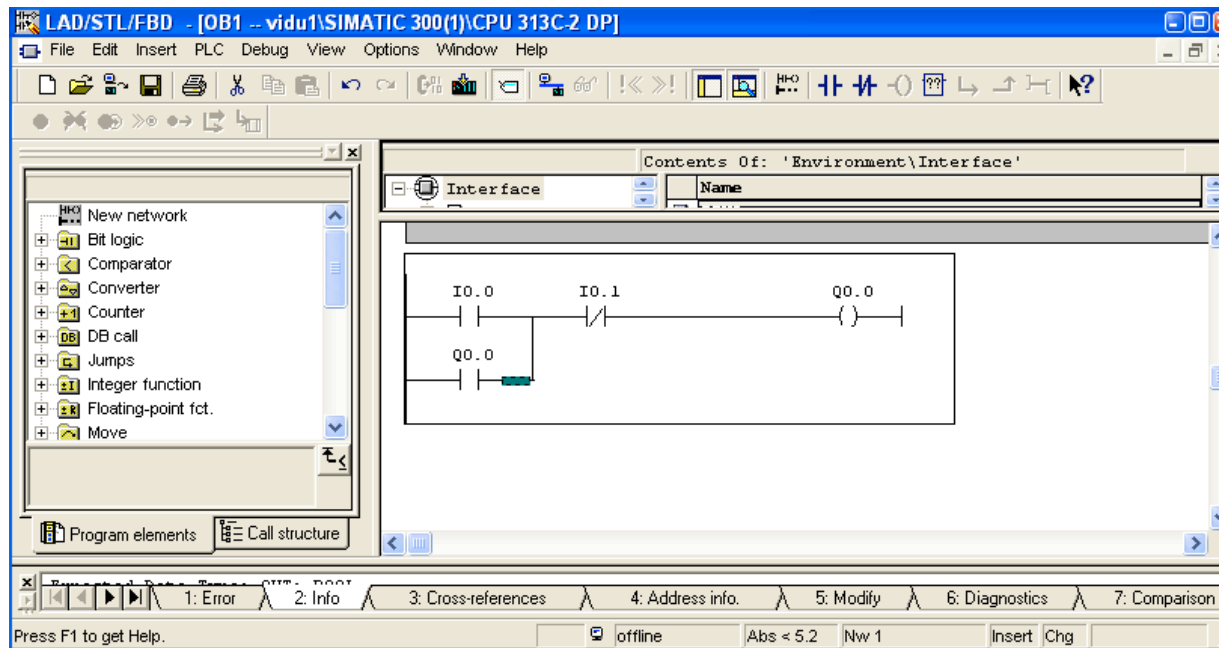 LAD/STL/FBD - [OB1 -- vidu1\SIMATIC 300(1)\CPU 313C-2 DP]
File Edit Insert PLC Debug View Options Window Help
Contents Of: 'Environment\Interface'
Interface
Name
New network
Bit logic
Comparator
Converter
Counter
DB call
Jumps
Integer function
Floating-point fct.
Move
Program elements
Call structure
I0.0 I0.1 Q0.0
Q0.0
1: Error 2: Info 3: Cross-references 4: Address info. 5: Modify 6: Diagnostics 7: Comparison
Press F1 to get Help. offline Abs < 5.2 Nw 1 Insert Chg